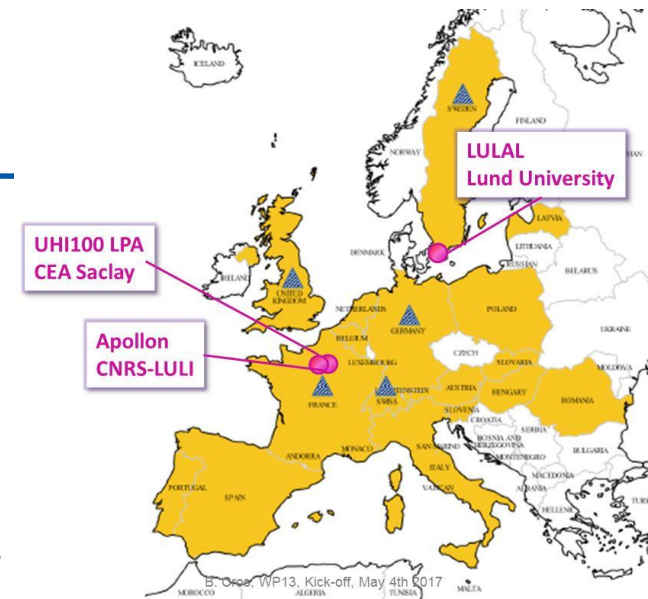 ICELAND
SWEDEN
FINLAND
NORWAY
LULAL
Lund University
LATVIA
LITHUANIA
RUSSIAN
DENMARK
BELARUS
UHI100 LPA
CEA Saclay
IRELAND
UNITED
KINGDOM
NETHERLANDS
GERMANY
POLAND
BELGIUM
UKRAINE
Apollon
CNRS-LULI
LUXEMBOURG
CZECH
SLOVAKIA
MOLDOVA
FRANCE
SWISS
AUSTRIA
HUNGARY
ROMANIA
SLOVENIA
CROATIA
SERBIA
BOSNIA AND
HERZEGOVINA
MONTENEGRO
BULGARIA
ANDORRA
MONACO
SAN MARINO
ITALY
VATICAN
MACEDONIA
PORTUGAL
SPAIN
B. Cros, WP13, Kick-off, May 4th 2017
MOROCCO
ALGERIA
TUNISIA
MALTA